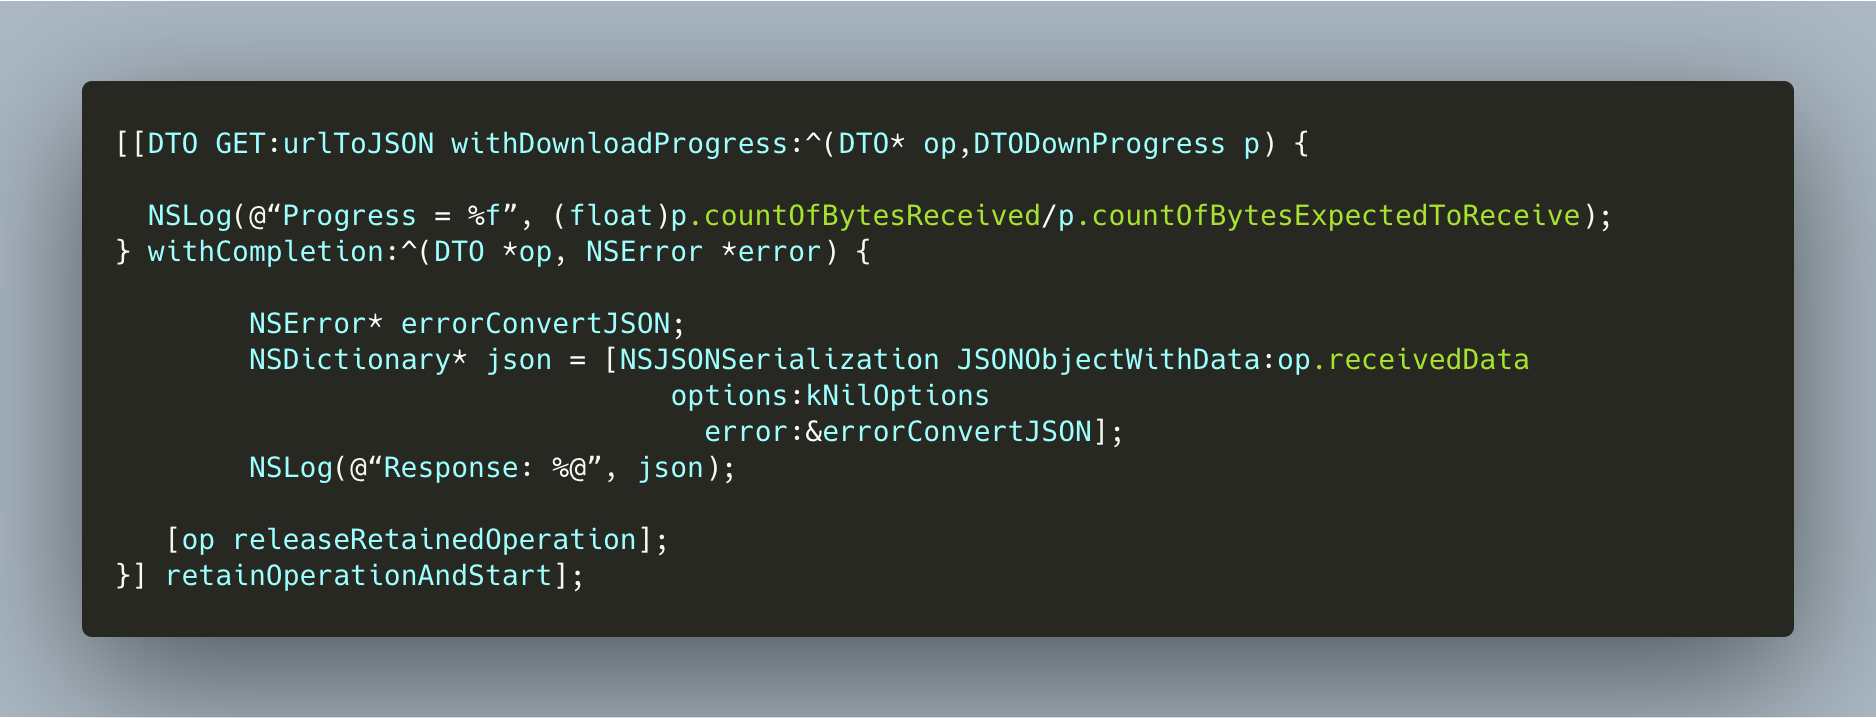 [[DTO GET:urlToJSON withDownloadProgress:^(DTO* op,DTODownProgress p) {
NSLog(@“Progress = %f”, (float)p.countOfBytesReceived/p.countOfBytesExpectedToReceive);
} withCompletion:^(DTO *op, NSError *error) {
NSError* errorConvertJSON;
NSDictionary* json = [NSJSONSerialization JSONObjectWithData:op.receivedData
options:kNilOptions
error:&errorConvertJSON];
NSLog(@“Response: %@”, json);
[op releaseRetainedOperation];
}] retainOperationAndStart];